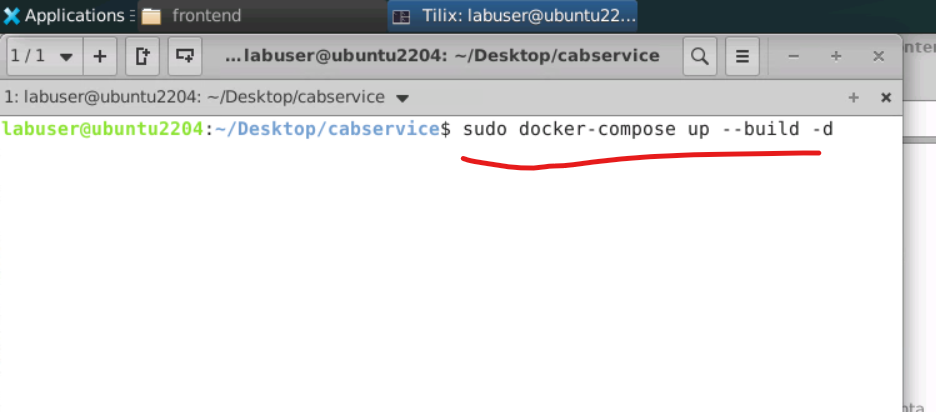 Applications
frontend
Tilix: labuser@ubuntu22...
1 / 1
...labuser@ubuntu2204: ~/Desktop/cabservice
1: labuser@ubuntu2204: ~/Desktop/cabservice
labuser@ubuntu2204:~/Desktop/cabservice$ sudo docker-compose up --build -d